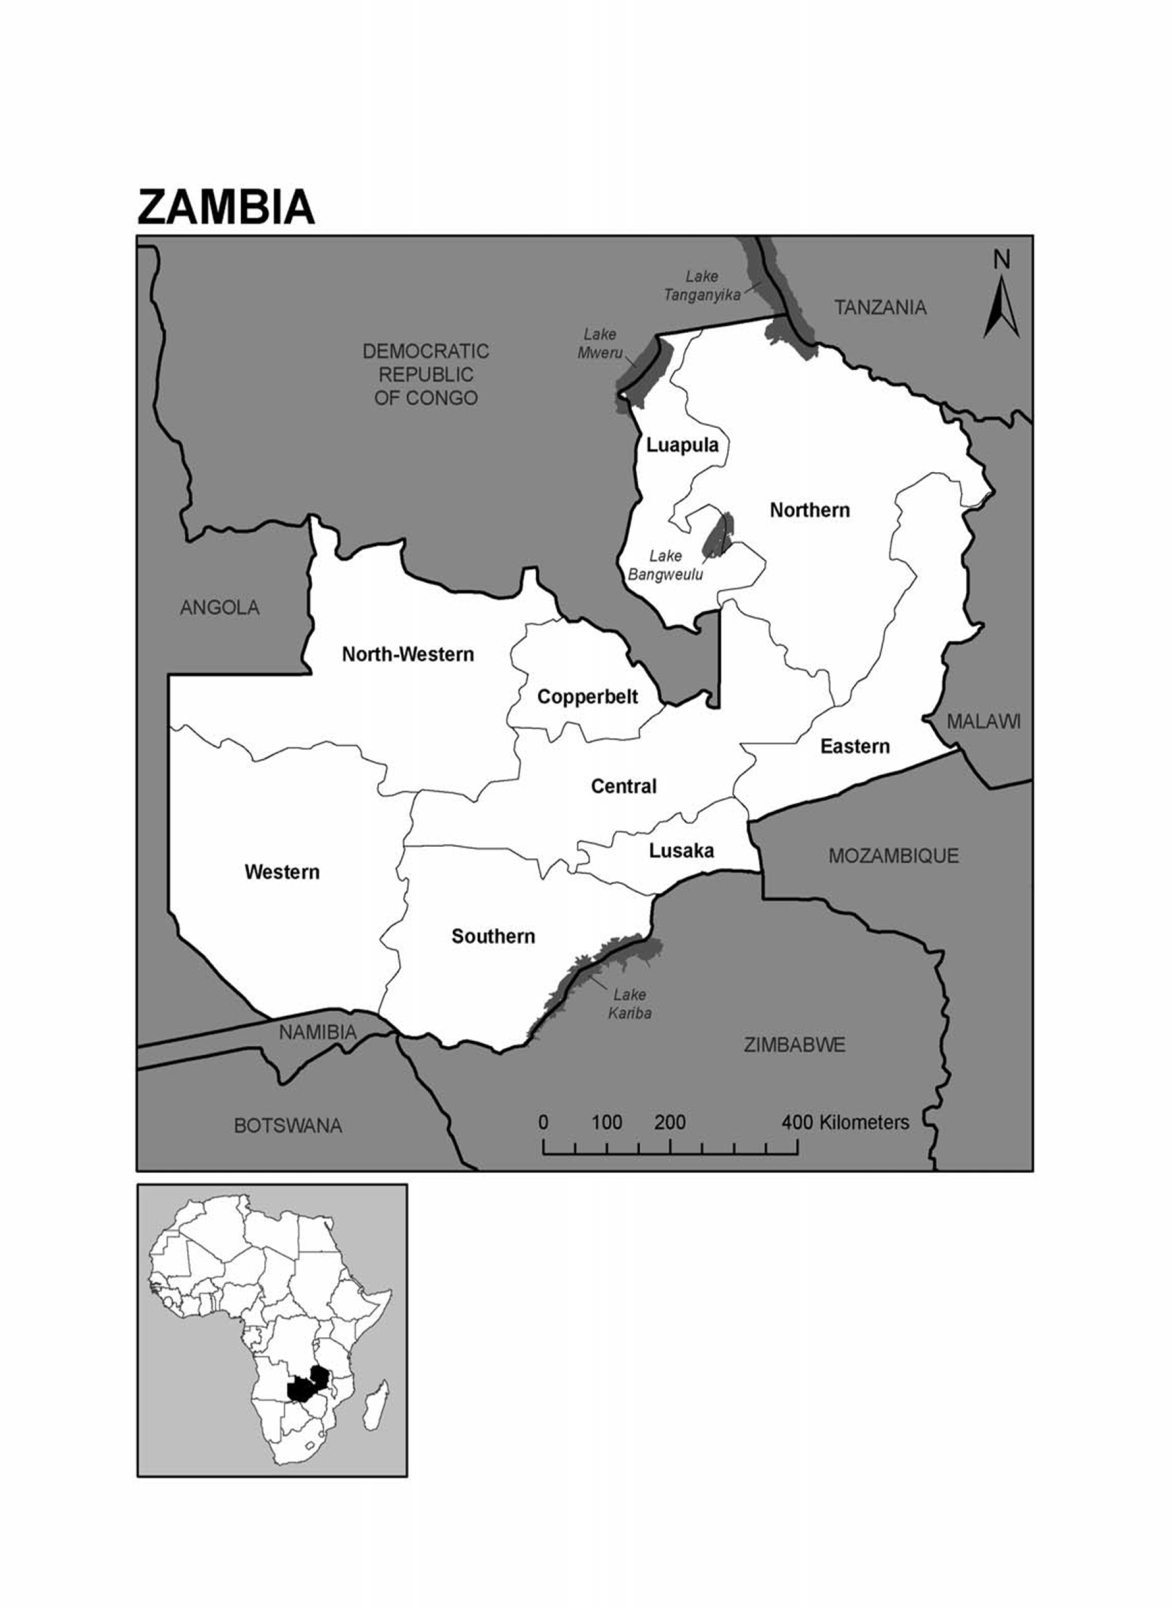 ZAMBIA
N
Lake
Tanganyika
TANZANIA
Lake
Mweru
DEMOCRATIC
REPUBLIC
OF CONGO
Luapula
Northern
Lake
Bangweulu
ANGOLA
North-Western
Copperbelt
MALAWI
Eastern
Central
Lusaka
MOZAMBIQUE
Western
Southern
Lake
Kariba
NAMIBIA
ZIMBABWE
BOTSWANA
0 100 200 400 Kilometers